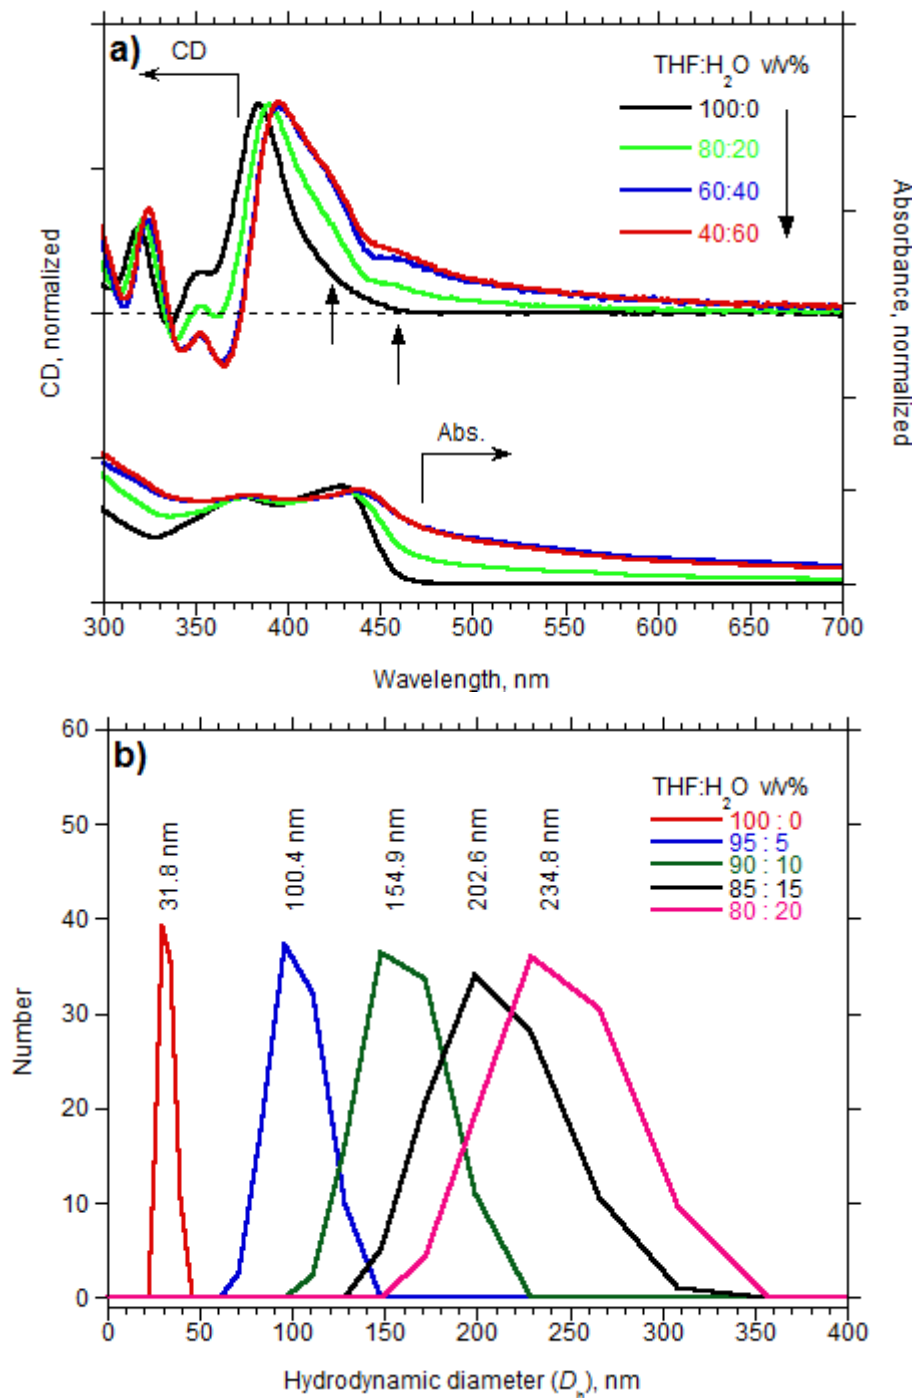 a)
CD
THF:H2O v/v%
100:0
80:20
60:40
40:60
CD, normalized
Absorbance, normalized
Abs.
300 350 400 450 500 550 600 650 700
Wavelength, nm
b)
60
50
40
30
20
10
0
THF:H2O v/v%
100 : 0
95 : 5
90 : 10
85 : 15
80 : 20
31.8 nm
100.4 nm
154.9 nm
202.6 nm
234.8 nm
Number
0 50 100 150 200 250 300 350 400
Hydrodynamic diameter (Dh), nm